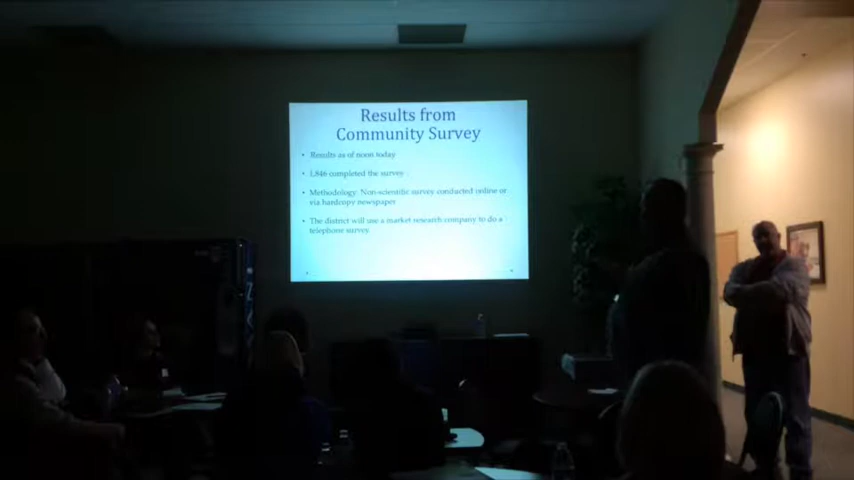 Results from
Community Survey
• Results as of noon today
• 1,846 completed the survey
• Methodology: Non-scientific survey conducted online or
via hardcopy newspaper
• The district will use a market research company to do a
telephone survey